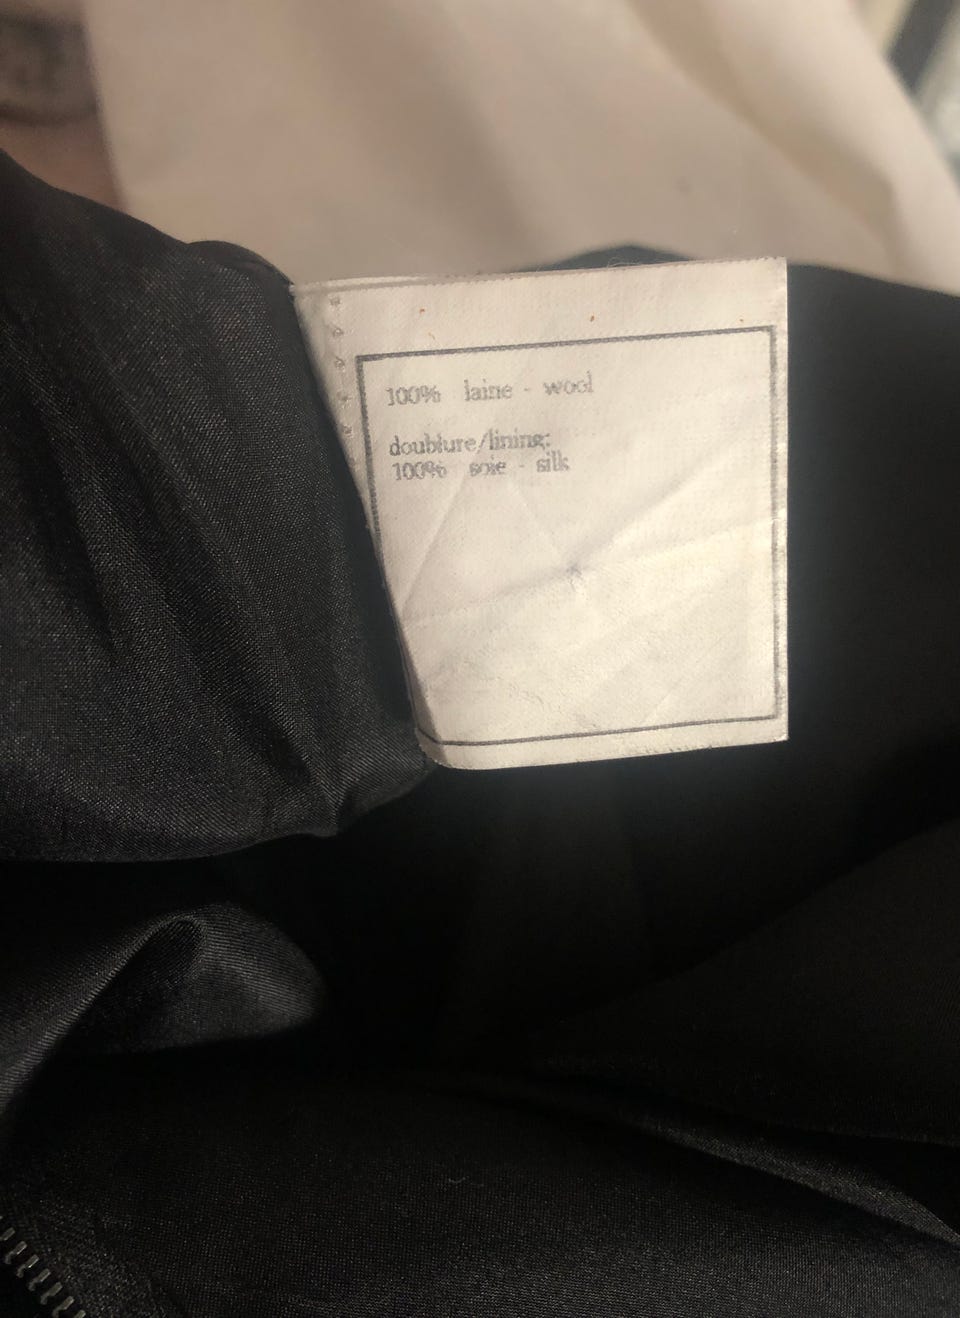 100% laine - wool
doublure/lining:
100% soie - silk